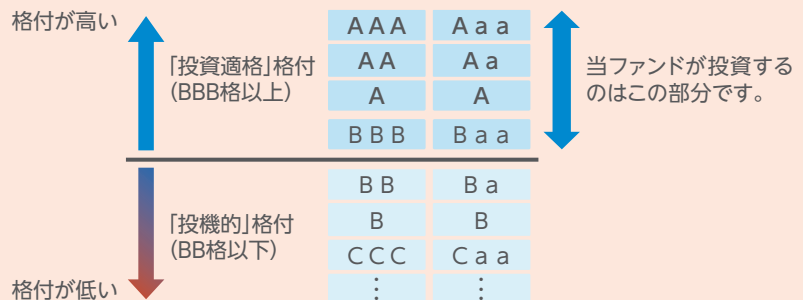 格付が高い
「投資適格」格付
(BBB格以上)
AAA Aaa
AA Aa
A A
BBB Baa
当ファンドが投資する
のはこの部分です。
BB Ba
B B
CCC Caa
⋮ ⋮
「投機的」格付
(BB格以下)
格付が低い